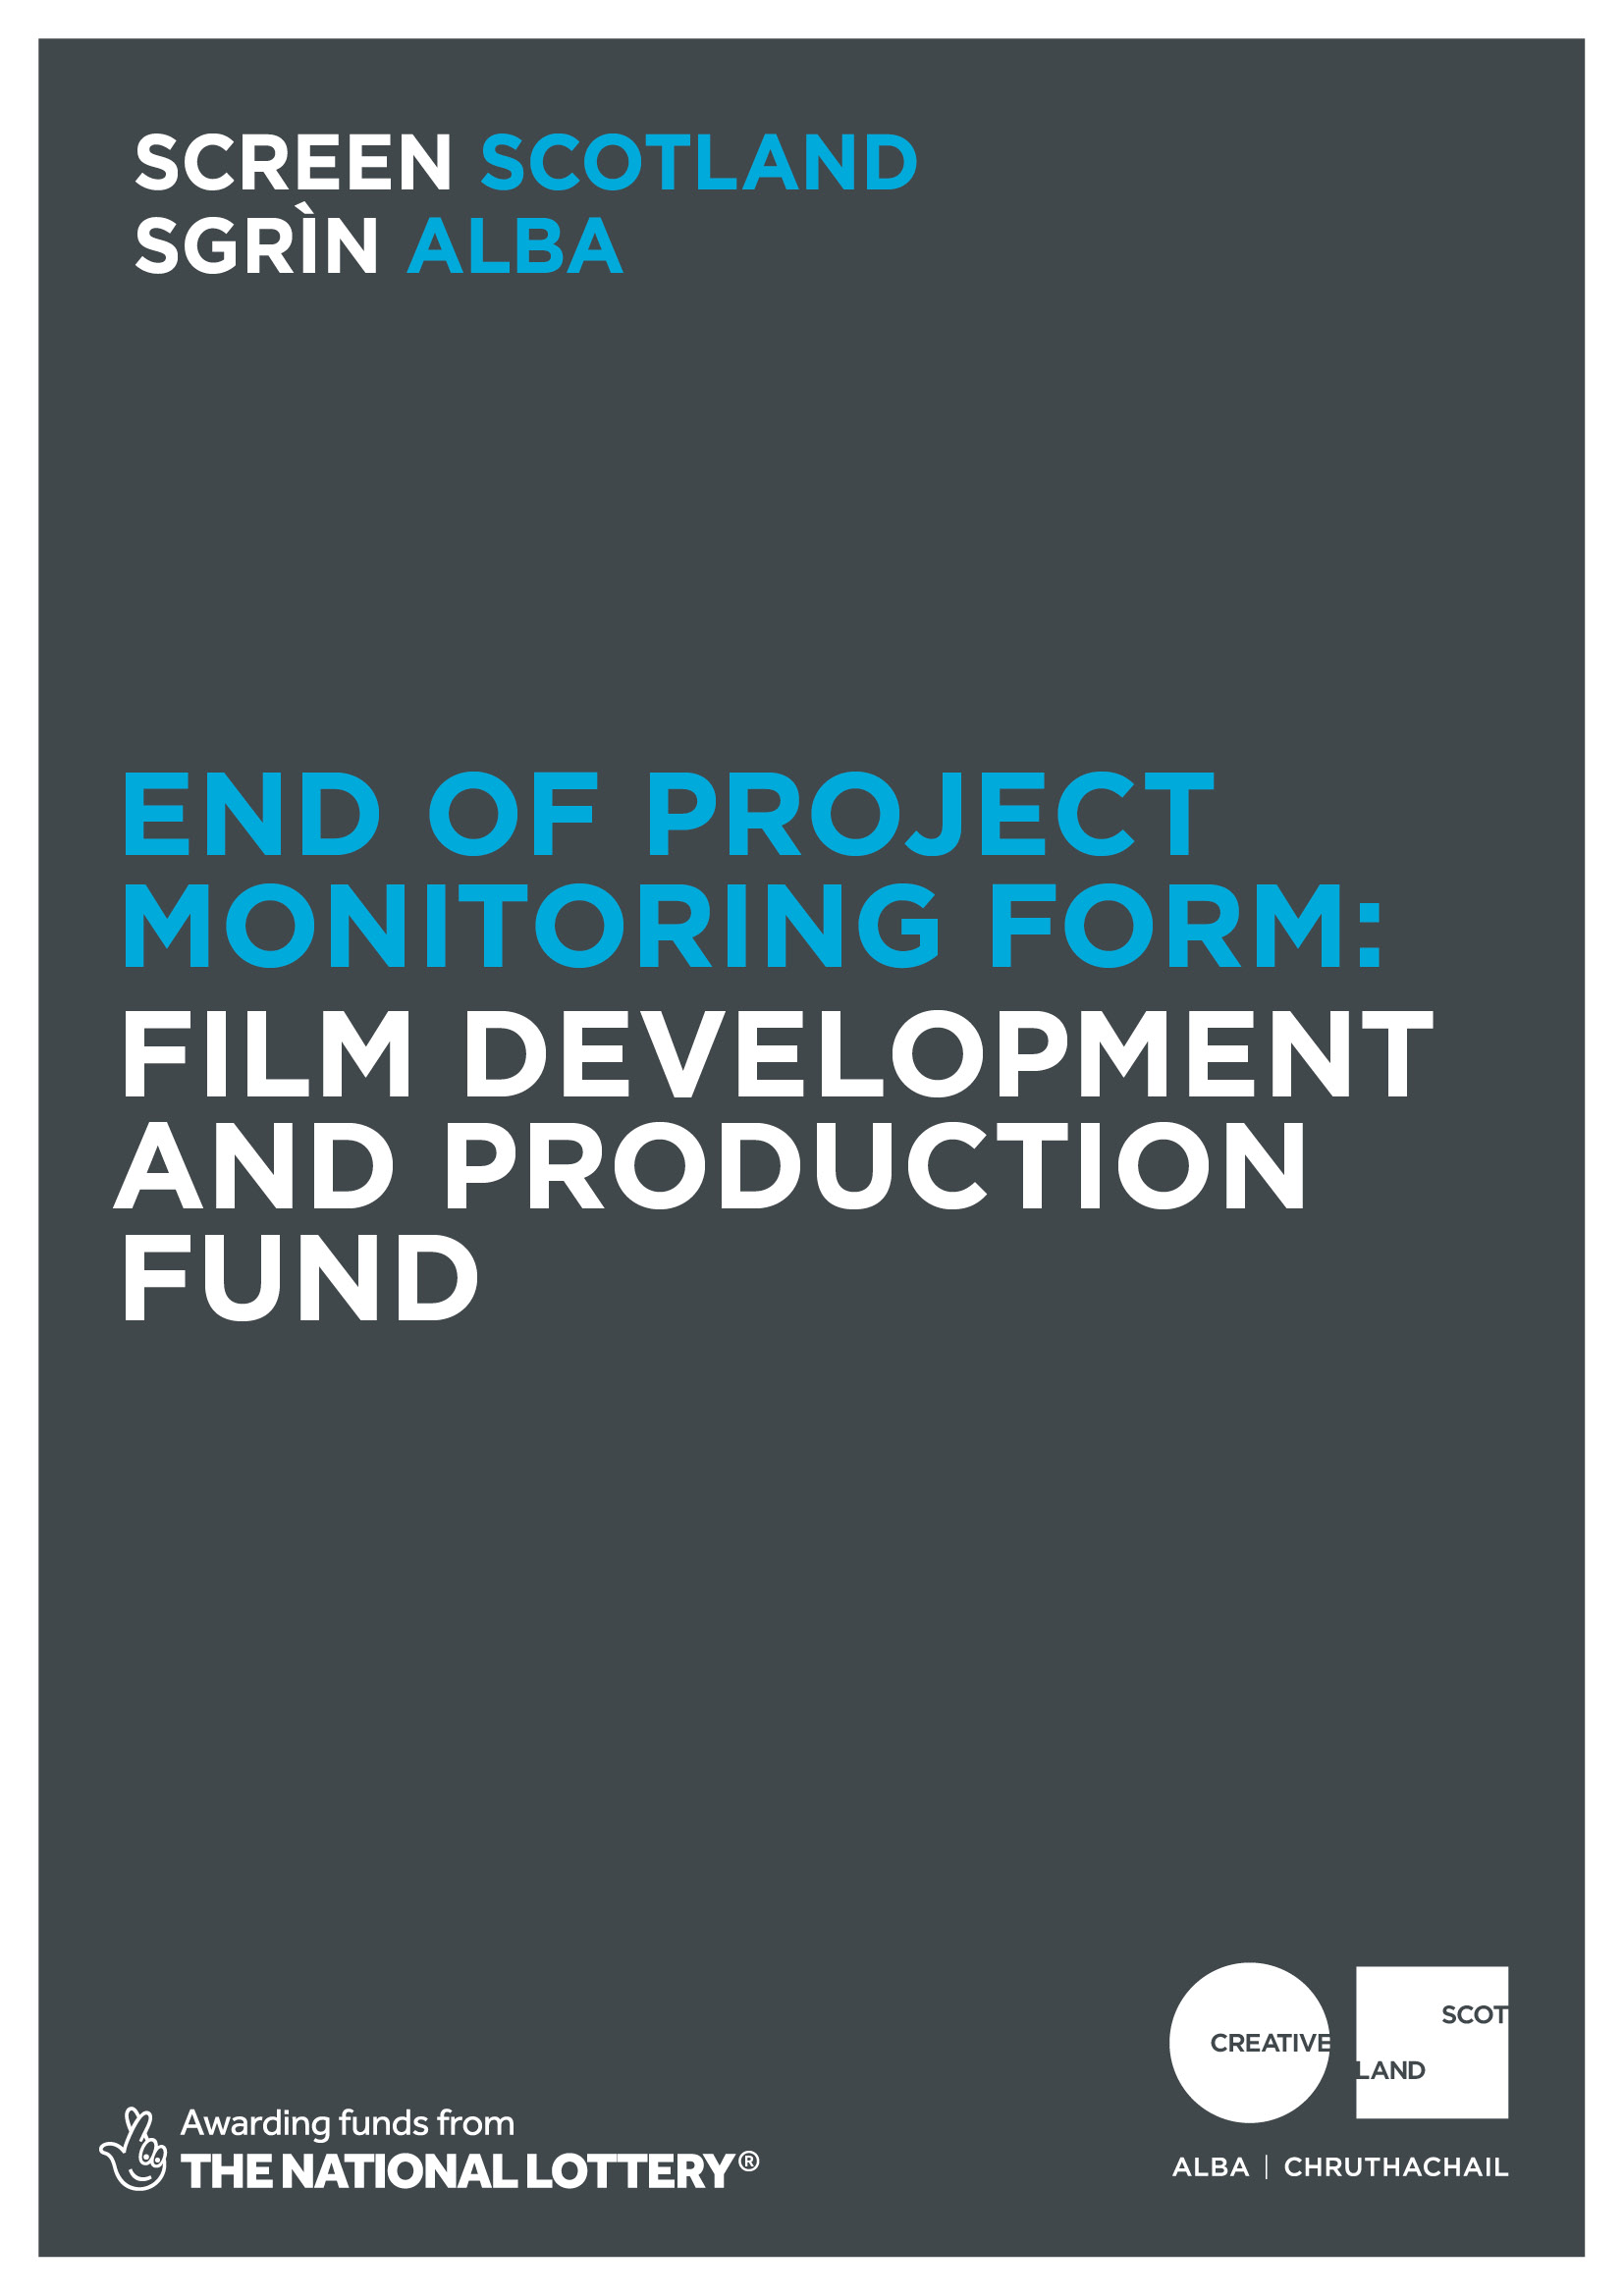 SCREEN SCOTLAND
SGRÌN ALBA
END OF PROJECT
MONITORING FORM:
FILM DEVELOPMENT
AND PRODUCTION
FUND
CREATIVE
SCOT
LAND
ALBA | CHRUTHACHAIL
Awarding funds from
THE NATIONAL LOTTERY®